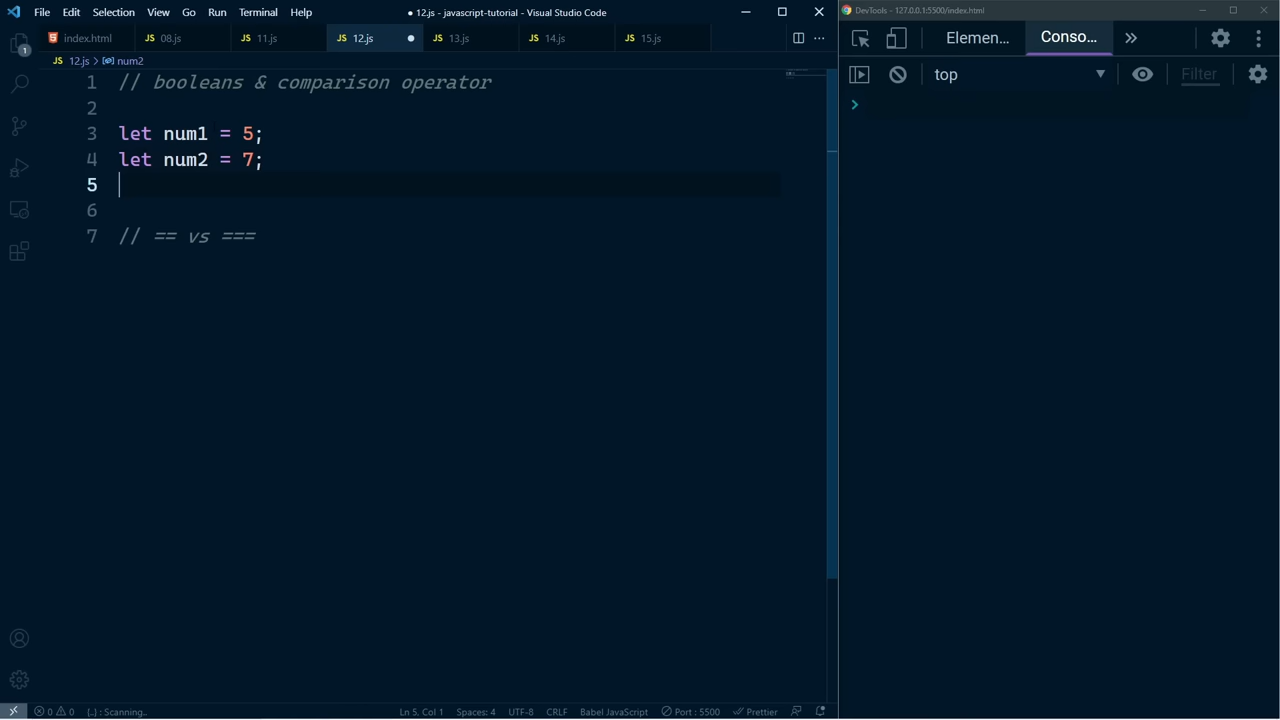 File Edit Selection View Go Run Terminal Help
● 12.js - javascript-tutorial - Visual Studio Code
DevTools - 127.0.0.1:5500/index.html
index.html
JS 08.js
JS 11.js
JS 12.js ●
JS 13.js
JS 14.js
JS 15.js
Elemen...
Conso...
JS 12.js > num2
top
Filter
1 // booleans & comparison operator
2
3 let num1 = 5;
4 let num2 = 7;
5
6
7 // == vs ===
1
0 0 {..} : Scanning..
Ln 5, Col 1
Spaces: 4
UTF-8
CRLF
Babel JavaScript
Port : 5500
Prettier